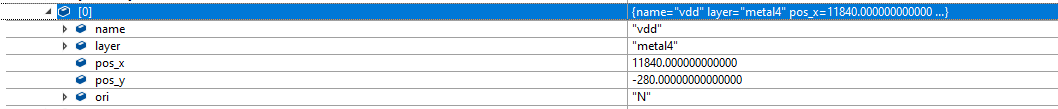 [0] {name="vdd" layer="metal4" pos_x=11840.000000000000 ...}
name "vdd"
layer "metal4"
pos_x 11840.000000000000
pos_y -280.00000000000000
ori "N"